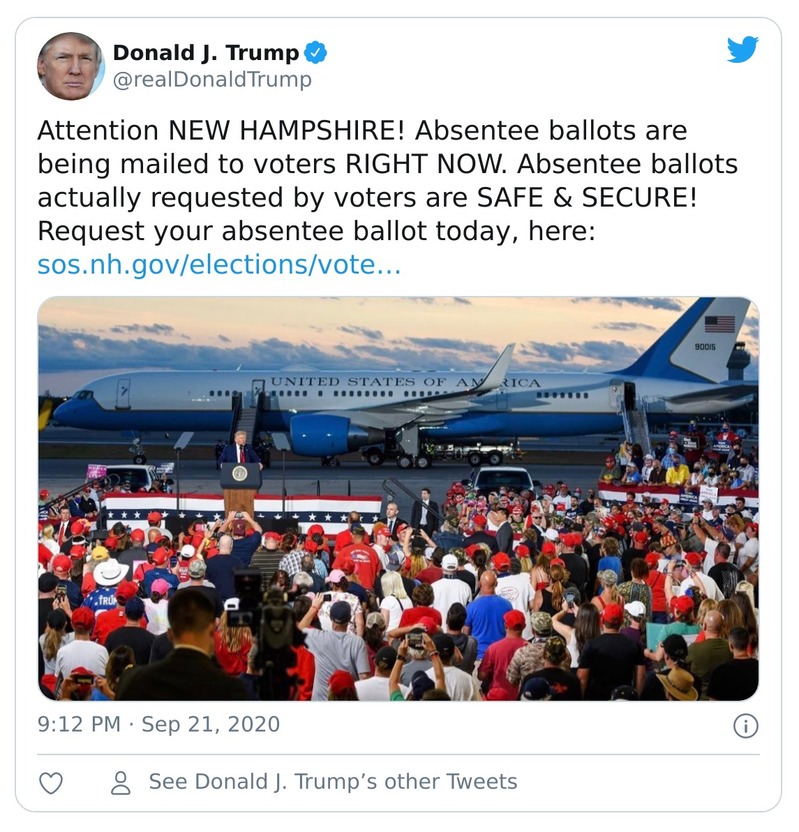 Donald J. Trump
@realDonaldTrump
Attention NEW HAMPSHIRE! Absentee ballots are
being mailed to voters RIGHT NOW. Absentee ballots
actually requested by voters are SAFE & SECURE!
Request your absentee ballot today, here:
sos.nh.gov/elections/vote…
90015
UNITED STATES OF AMERICA
TRUM
9:12 PM · Sep 21, 2020
See Donald J. Trump’s other Tweets